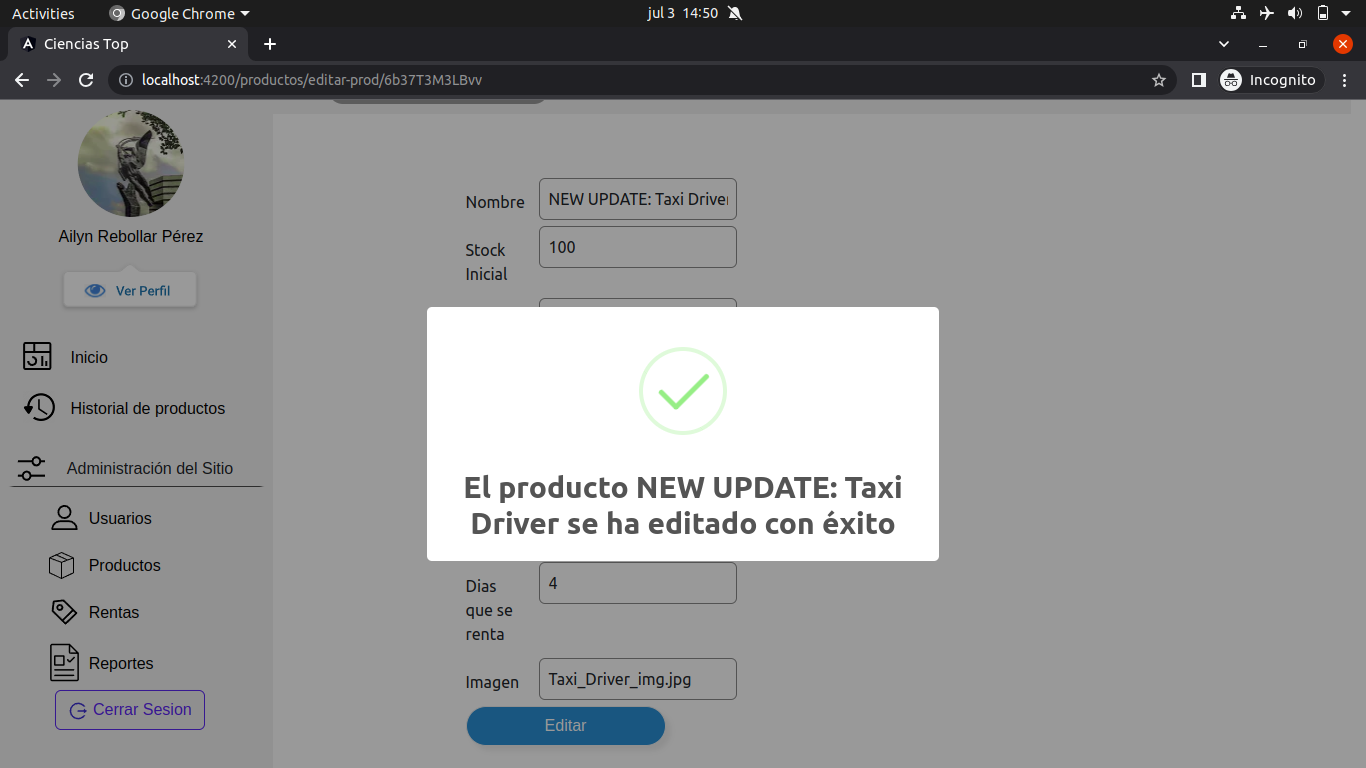 Activities
Google Chrome
jul 3 14:50
Ciencias Top
localhost:4200/productos/editar-prod/6b37T3M3LBvv
Incognito
Ailyn Rebollar Pérez
Ver Perfil
Inicio
Historial de productos
Administración del Sitio
Usuarios
Productos
Rentas
Reportes
Cerrar Sesion
Nombre
NEW UPDATE: Taxi Driver
Stock
Inicial
100
El producto NEW UPDATE: Taxi
Driver se ha editado con éxito
Dias
que se
renta
4
Imagen
Taxi_Driver_img.jpg
Editar